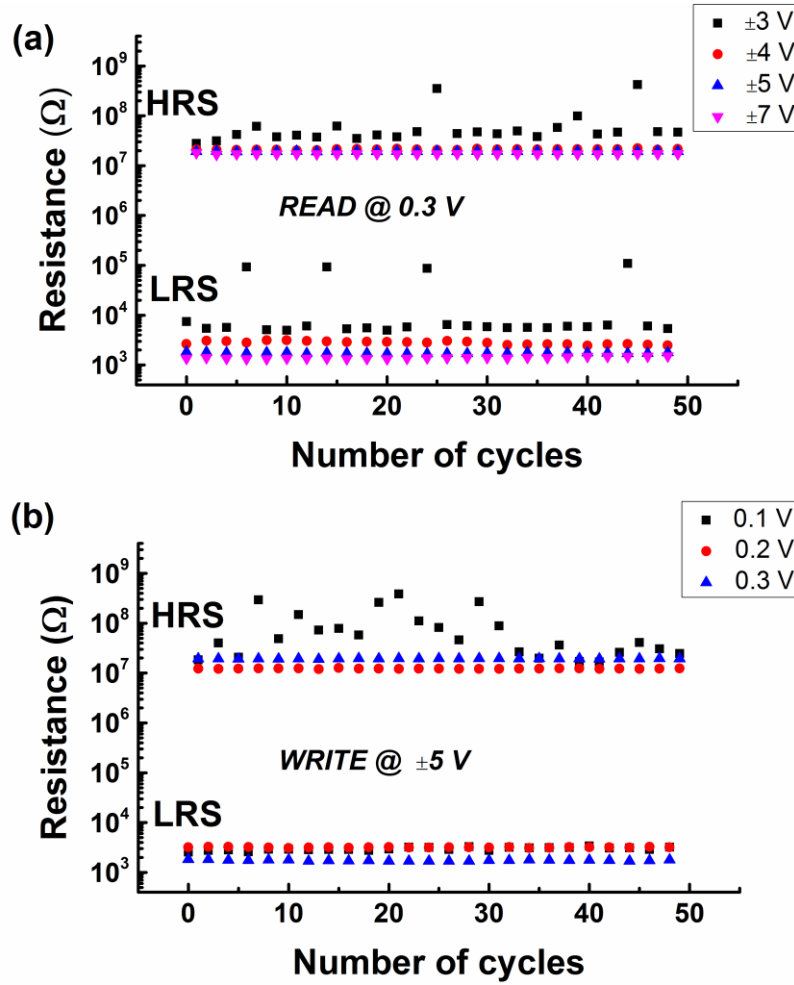 (a)
±3 V
±4 V
±5 V
±7 V
Resistance (Ω)
10⁹
10⁸
10⁷
10⁶
10⁵
10⁴
10³
HRS
READ @ 0.3 V
LRS
0 10 20 30 40 50
Number of cycles
(b)
0.1 V
0.2 V
0.3 V
Resistance (Ω)
10⁹
10⁸
10⁷
10⁶
10⁵
10⁴
10³
HRS
WRITE @ ±5 V
LRS
0 10 20 30 40 50
Number of cycles